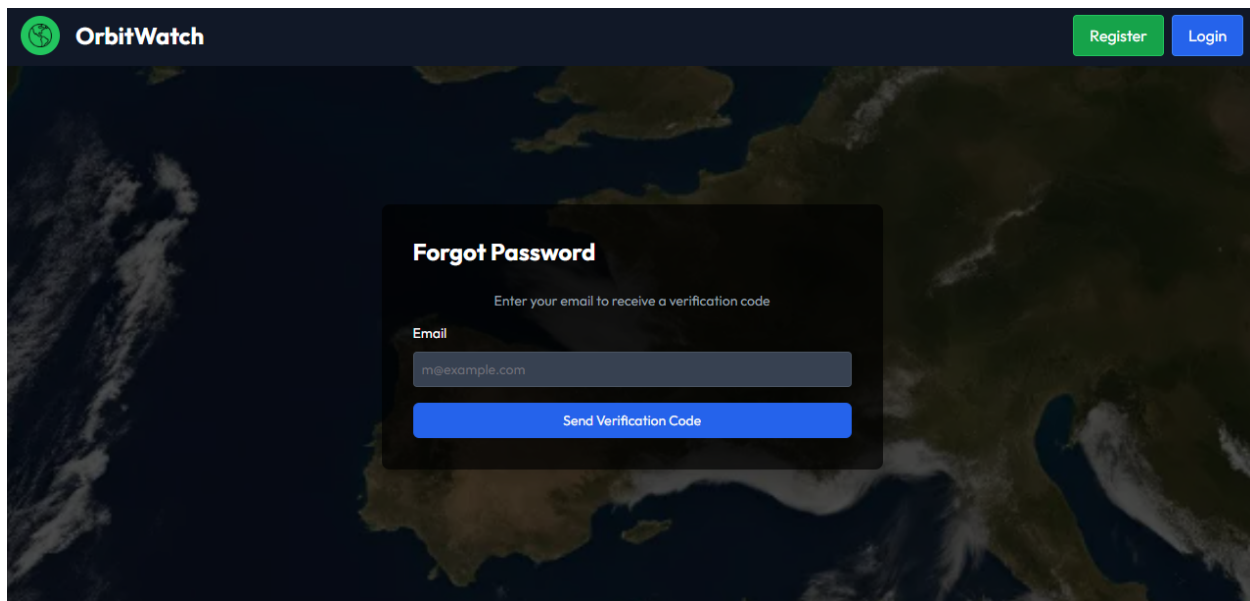 OrbitWatch
Register
Login
Forgot Password
Enter your email to receive a verification code
Email
m@example.com
Send Verification Code